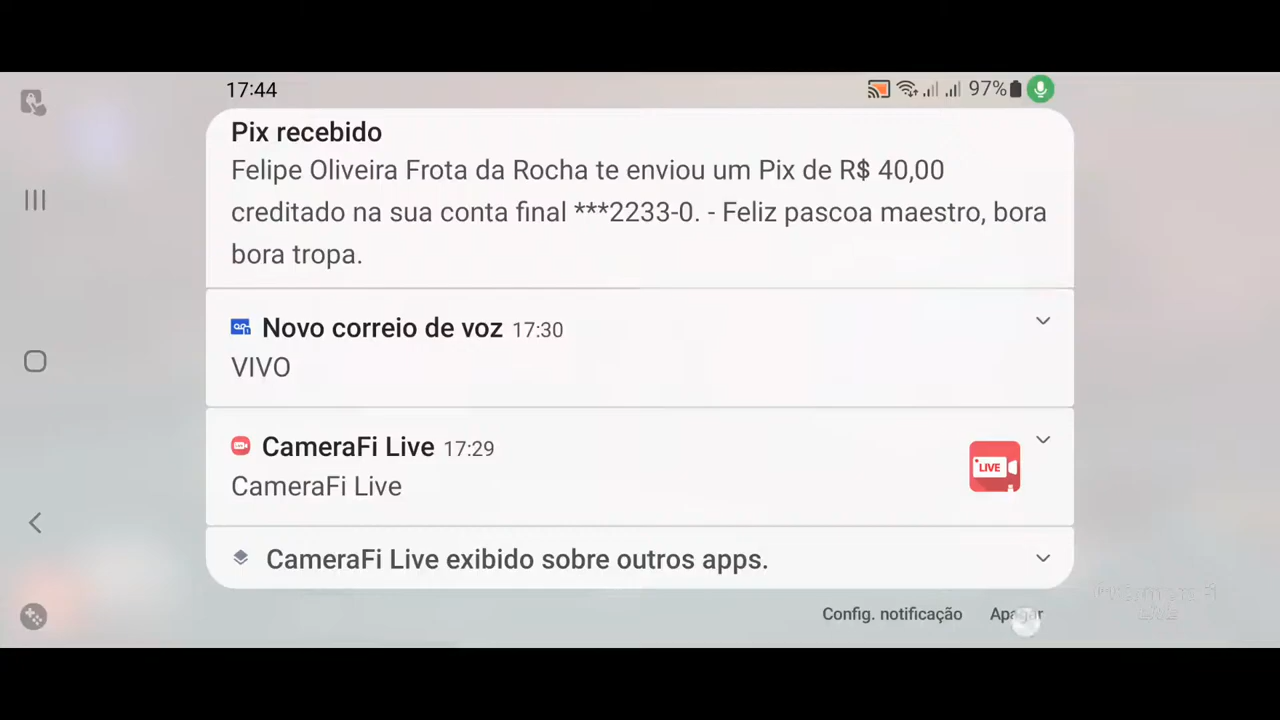 17:44
97%
Pix recebido
Felipe Oliveira Frota da Rocha te enviou um Pix de R$ 40,00
creditado na sua conta final ***2233-0. - Feliz pascoa maestro, bora
bora tropa.
Novo correio de voz 17:30
VIVO
CameraFi Live 17:29
CameraFi Live
LIVE
CameraFi Live exibido sobre outros apps.
Config. notificação Apagar
CameraFi
Live